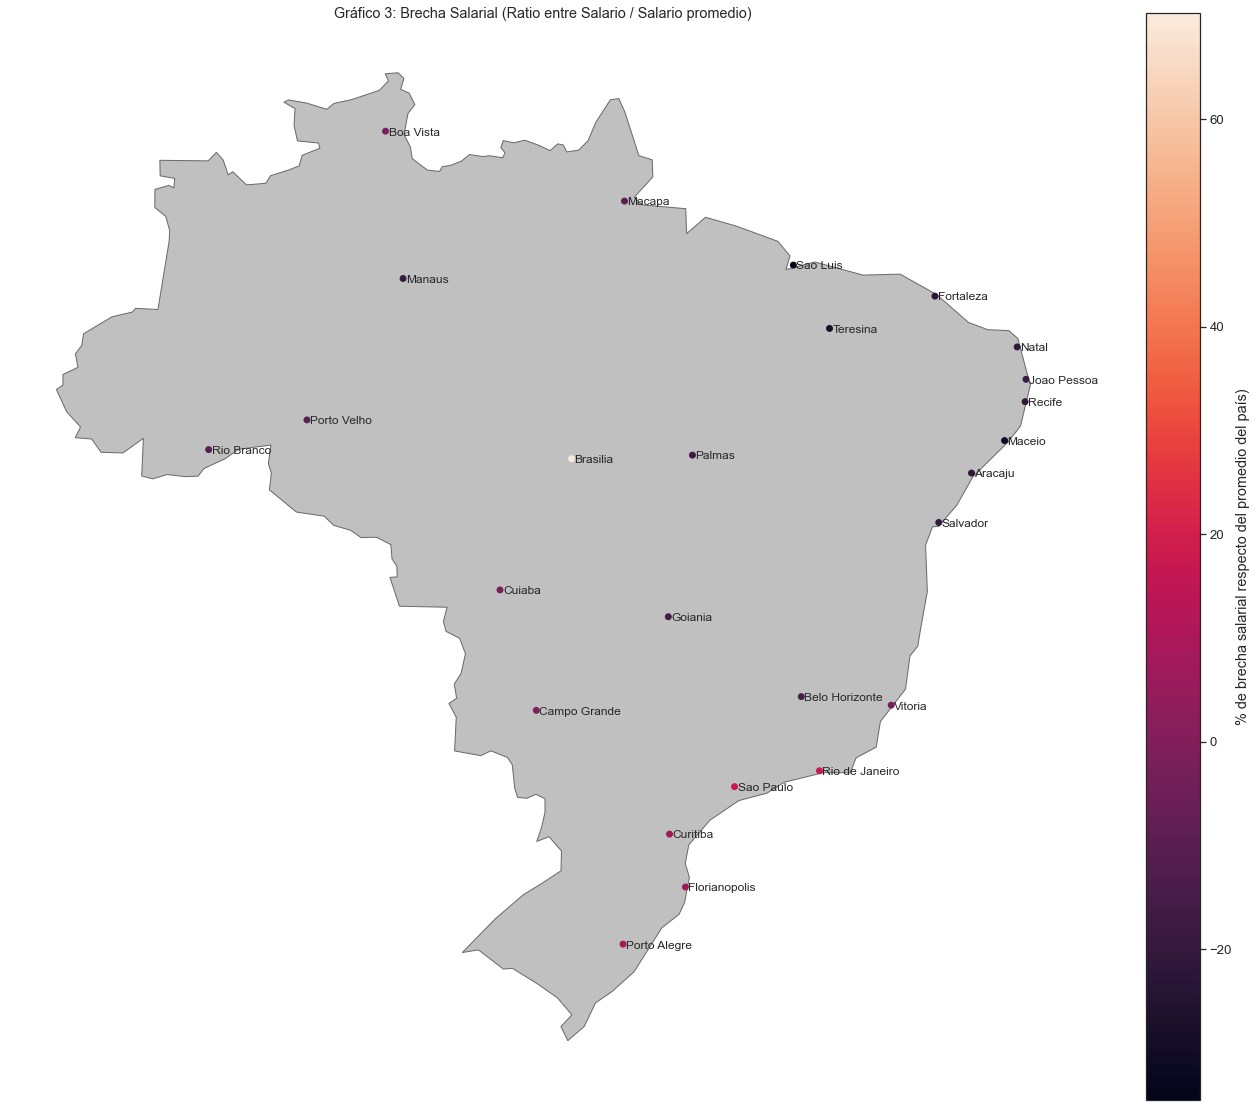 Gráfico 3: Brecha Salarial (Ratio entre Salario / Salario promedio)
Boa Vista
Macapa
Sao Luis
Manaus
Fortaleza
Teresina
Natal
Joao Pessoa
Recife
Porto Velho
Maceio
Rio Branco
Palmas
Brasilia
Aracaju
Salvador
Cuiaba
Goiania
Belo Horizonte
Vitoria
Campo Grande
Rio de Janeiro
Sao Paulo
Curitiba
Florianopolis
Porto Alegre
60
40
20
0
−20
% de brecha salarial respecto del promedio del país)